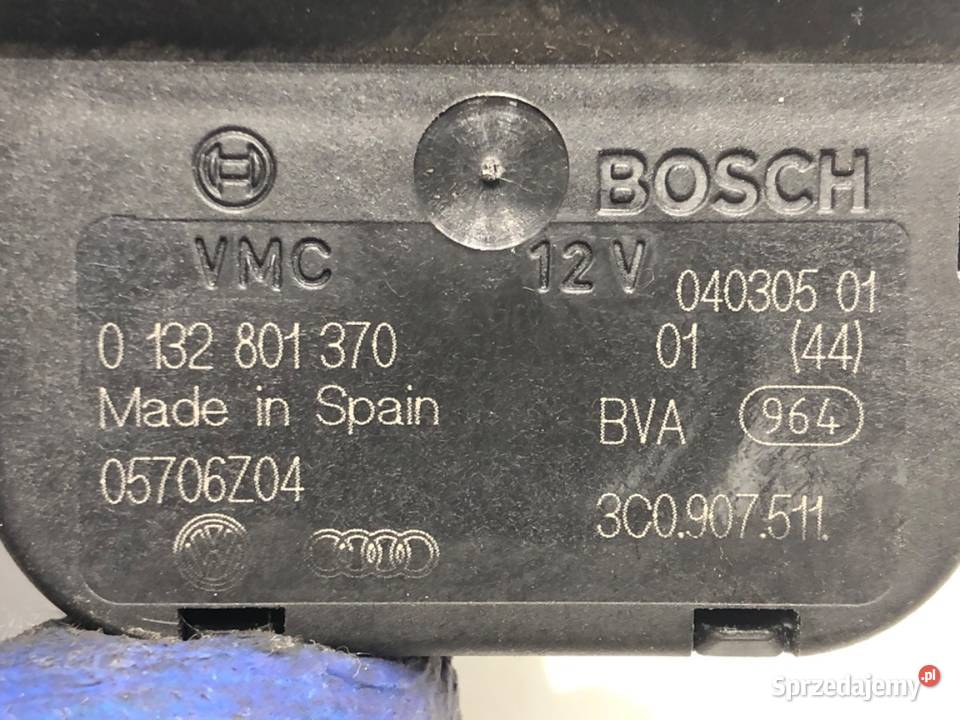 BOSCH
VMC 12 V
040305 01
0 132 801 370 01 (44)
Made in Spain BVA 964
05706Z04 3C0.907.511.
Sprzedajemy.pl